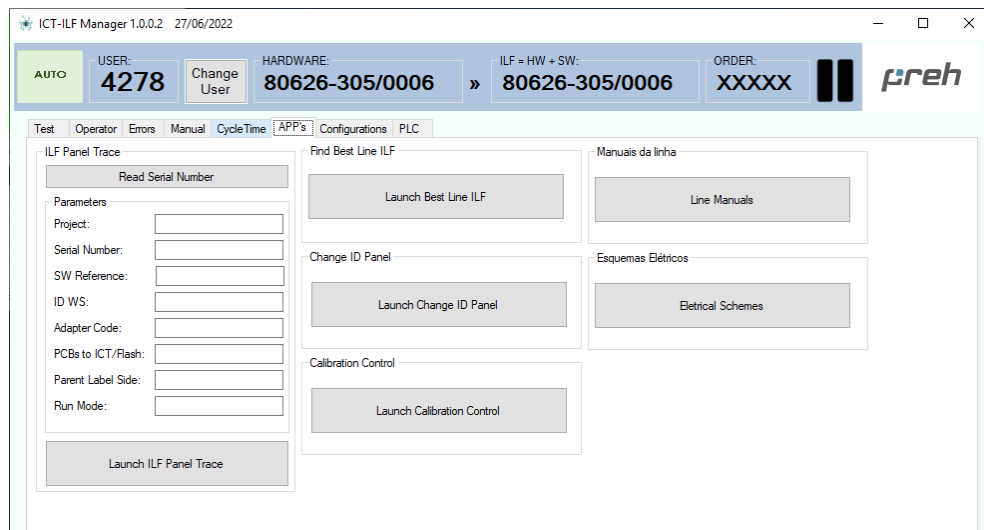 ICT-ILF Manager 1.0.0.2 27/06/2022
AUTO
USER:
4278
Change
User
HARDWARE:
80626-305/0006
»
ILF = HW + SW:
80626-305/0006
ORDER:
XXXXX
preh
Test Operator Errors Manual CycleTime APP's Configurations PLC
ILF Panel Trace
Read Serial Number
Parameters
Project:
Serial Number:
SW Reference:
ID WS:
Adapter Code:
PCBs to ICT/Flash:
Parent Label Side:
Run Mode:
Launch ILF Panel Trace
Find Best Line ILF
Launch Best Line ILF
Change ID Panel
Launch Change ID Panel
Calibration Control
Launch Calibration Control
Manuais da linha
Line Manuals
Esquemas Elétricos
Eletrical Schemes